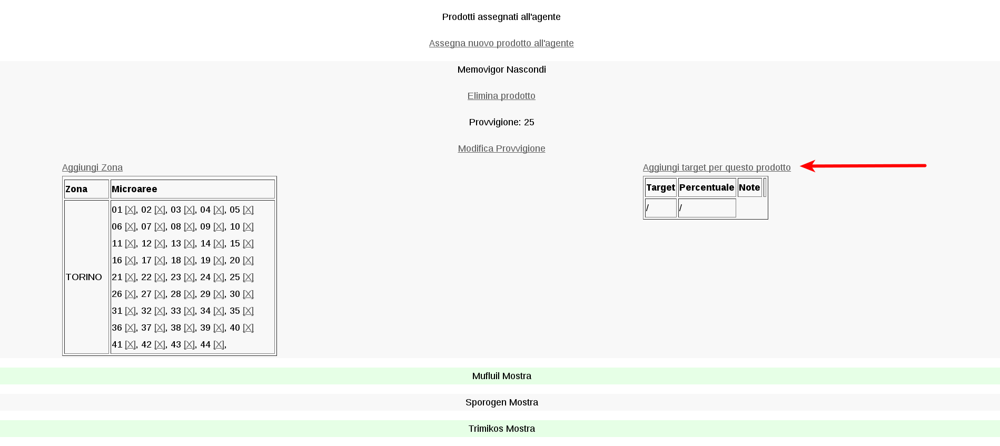 Prodotti assegnati all'agente
Assegna nuovo prodotto all'agente
Memovigor Nascondi
Elimina prodotto
Provvigione: 25
Modifica Provvigione
Aggiungi Zona
Zona Microaree
TORINO
01 [X], 02 [X], 03 [X], 04 [X], 05 [X]
06 [X], 07 [X], 08 [X], 09 [X], 10 [X]
11 [X], 12 [X], 13 [X], 14 [X], 15 [X]
16 [X], 17 [X], 18 [X], 19 [X], 20 [X]
21 [X], 22 [X], 23 [X], 24 [X], 25 [X]
26 [X], 27 [X], 28 [X], 29 [X], 30 [X]
31 [X], 32 [X], 33 [X], 34 [X], 35 [X]
36 [X], 37 [X], 38 [X], 39 [X], 40 [X]
41 [X], 42 [X], 43 [X], 44 [X],
Aggiungi target per questo prodotto
Target Percentuale Note
/ /
Mufluil Mostra
Sporogen Mostra
Trimikos Mostra